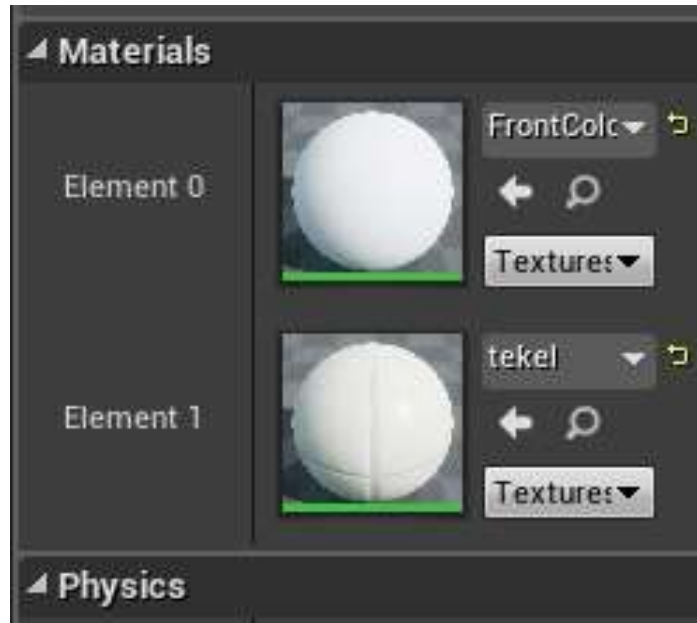 Materials
Element 0
FrontColc
Textures
Element 1
tekel
Textures
Physics